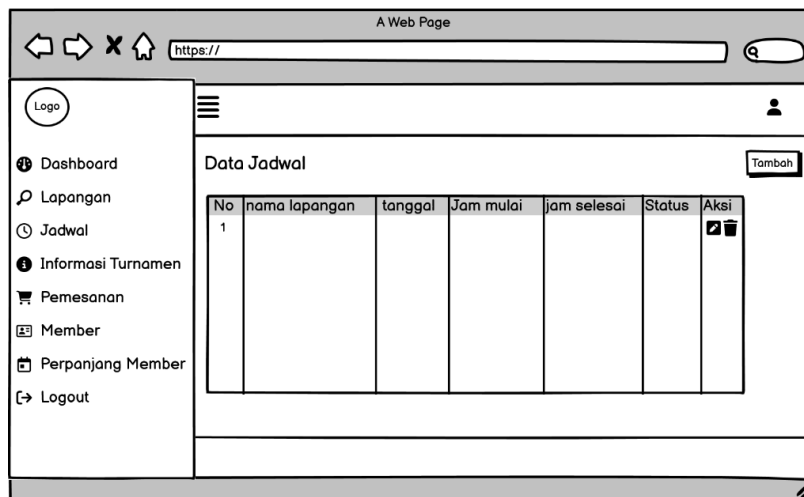 A Web Page
https://
Logo
Dashboard
Lapangan
Jadwal
Informasi Turnamen
Pemesanan
Member
Perpanjang Member
Logout
Data Jadwal
Tambah
No nama lapangan tanggal Jam mulai jam selesai Status Aksi
1